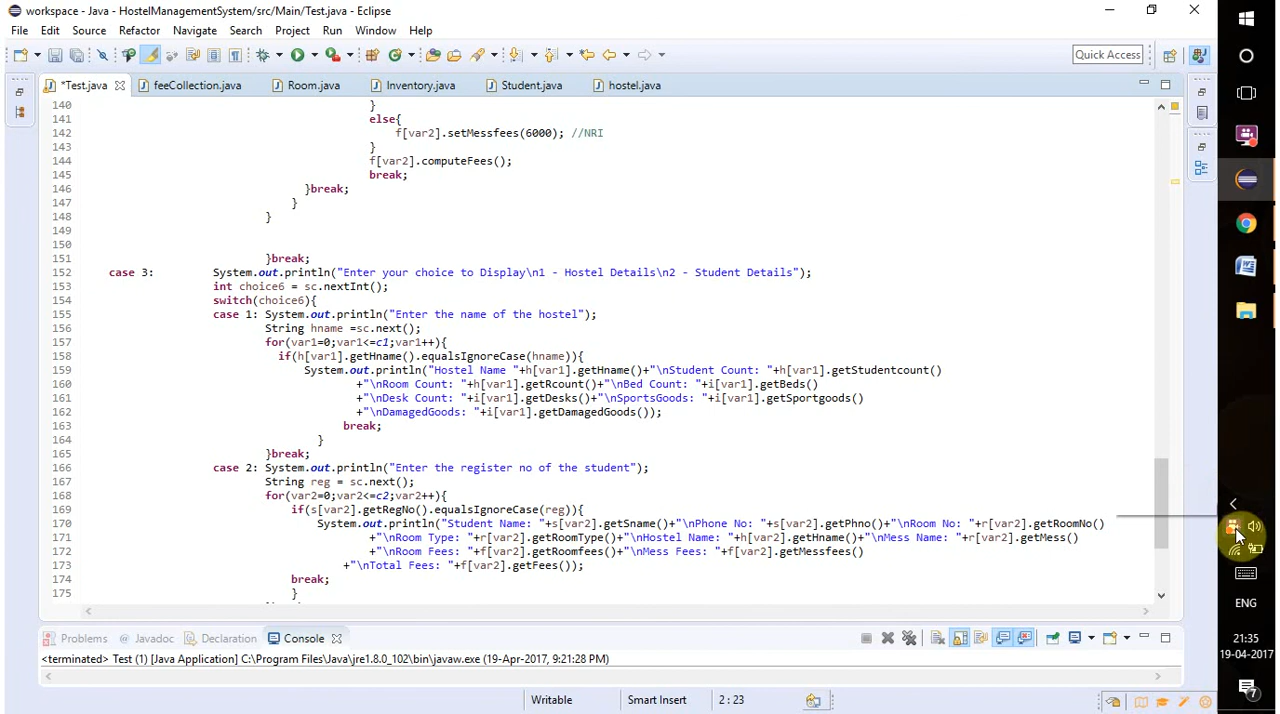 workspace - Java - HostelManagementSystem/src/Main/Test.java - Eclipse
File Edit Source Refactor Navigate Search Project Run Window Help
Quick Access
*Test.java feeCollection.java Room.java Inventory.java Student.java hostel.java
140 }
141 else{
142 f[var2].setMessfees(6000); //NRI
143 }
144 f[var2].computeFees();
145 break;
146 }break;
147 }
148 }
149
150
151 }break;
152 case 3: System.out.println("Enter your choice to Display\n1 - Hostel Details\n2 - Student Details");
153 int choice6 = sc.nextInt();
154 switch(choice6){
155 case 1: System.out.println("Enter the name of the hostel");
156 String hname =sc.next();
157 for(var1=0;var1<=c1;var1++){
158 if(h[var1].getHname().equalsIgnoreCase(hname)){
159 System.out.println("Hostel Name "+h[var1].getHname()+"\nStudent Count: "+h[var1].getStudentcount()
160 +"\nRoom Count: "+h[var1].getRcount()+"\nBed Count: "+i[var1].getBeds()
161 +"\nDesk Count: "+i[var1].getDesks()+"\nSportsGoods: "+i[var1].getSportgoods()
162 +"\nDamagedGoods: "+i[var1].getDamagedGoods());
163 break;
164 }
165 }break;
166 case 2: System.out.println("Enter the register no of the student");
167 String reg = sc.next();
168 for(var2=0;var2<=c2;var2++){
169 if(s[var2].getRegNo().equalsIgnoreCase(reg)){
170 System.out.println("Student Name: "+s[var2].getSname()+"\nPhone No: "+s[var2].getPhno()+"\nRoom No: "+r[var2].getRoomNo()
171 +"\nRoom Type: "+r[var2].getRoomType()+"\nHostel Name: "+h[var2].getHname()+"\nMess Name: "+r[var2].getMess()
172 +"\nRoom Fees: "+f[var2].getRoomfees()+"\nMess Fees: "+f[var2].getMessfees()
173 +"\nTotal Fees: "+f[var2].getFees());
174 break;
175 }
Problems @ Javadoc Declaration Console
<terminated> Test (1) [Java Application] C:\Program Files\Java\jre1.8.0_102\bin\javaw.exe (19-Apr-2017, 9:21:28 PM)
Writable Smart Insert 2 : 23
ENG
21:35
19-04-2017
7